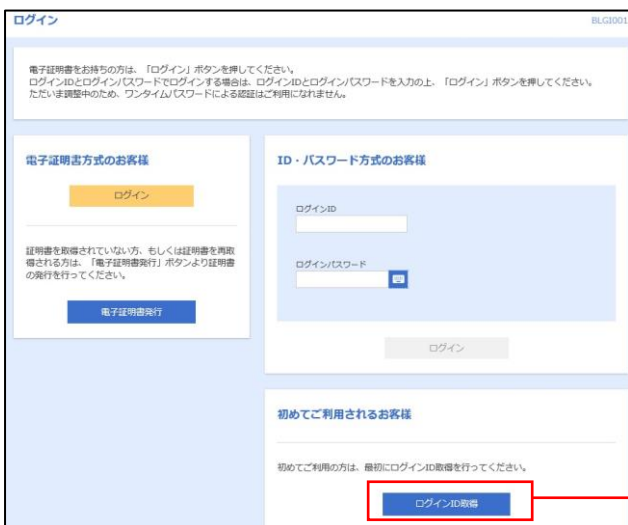 ログイン
BLGI001
電子証明書をお持ちの方は、「ログイン」ボタンを押してください。
ログインIDとログインパスワードでログインする場合は、ログインIDとログインパスワードを入力の上、「ログイン」ボタンを押してください。
ただいま調整中のため、ワンタイムパスワードによる認証はご利用になれません。
電子証明書方式のお客様
ログイン
証明書を取得されていない方、もしくは証明書を再取
得される方は、「電子証明書発行」ボタンより証明書
の発行を行ってください。
電子証明書発行
ID・パスワード方式のお客様
ログインID
ログインパスワード
ログイン
初めてご利用されるお客様
初めてご利用の方は、最初にログインID取得を行ってください。
ログインID取得